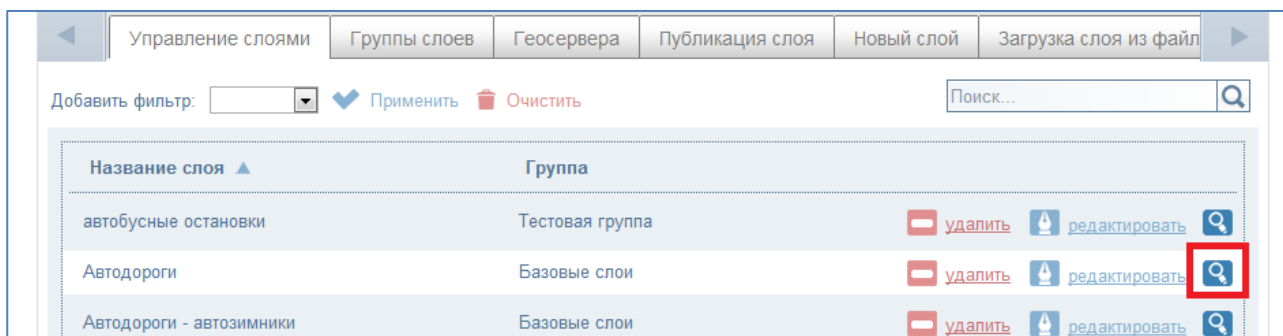 Управление слоями Группы слоев Геосервера Публикация слоя Новый слой Загрузка слоя из файл
Добавить фильтр: Применить Очистить Поиск...
Название слоя Группа
автобусные остановки Тестовая группа удалить редактировать
Автодороги Базовые слои удалить редактировать
Автодороги - автозимники Базовые слои удалить редактировать